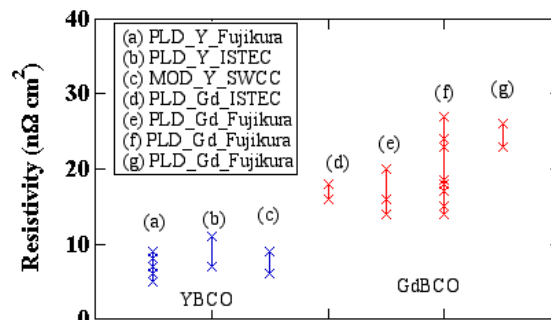 40
30
20
10
0
Resistivity (nΩ cm²)
(a) PLD_Y_Fujikura
(b) PLD_Y_ISTEC
(c) MOD_Y_SWCC
(d) PLD_Gd_ISTEC
(e) PLD_Gd_Fujikura
(f) PLD_Gd_Fujikura
(g) PLD_Gd_Fujikura
(a)
(b)
(c)
(d)
(e)
(f)
(g)
YBCO
GdBCO